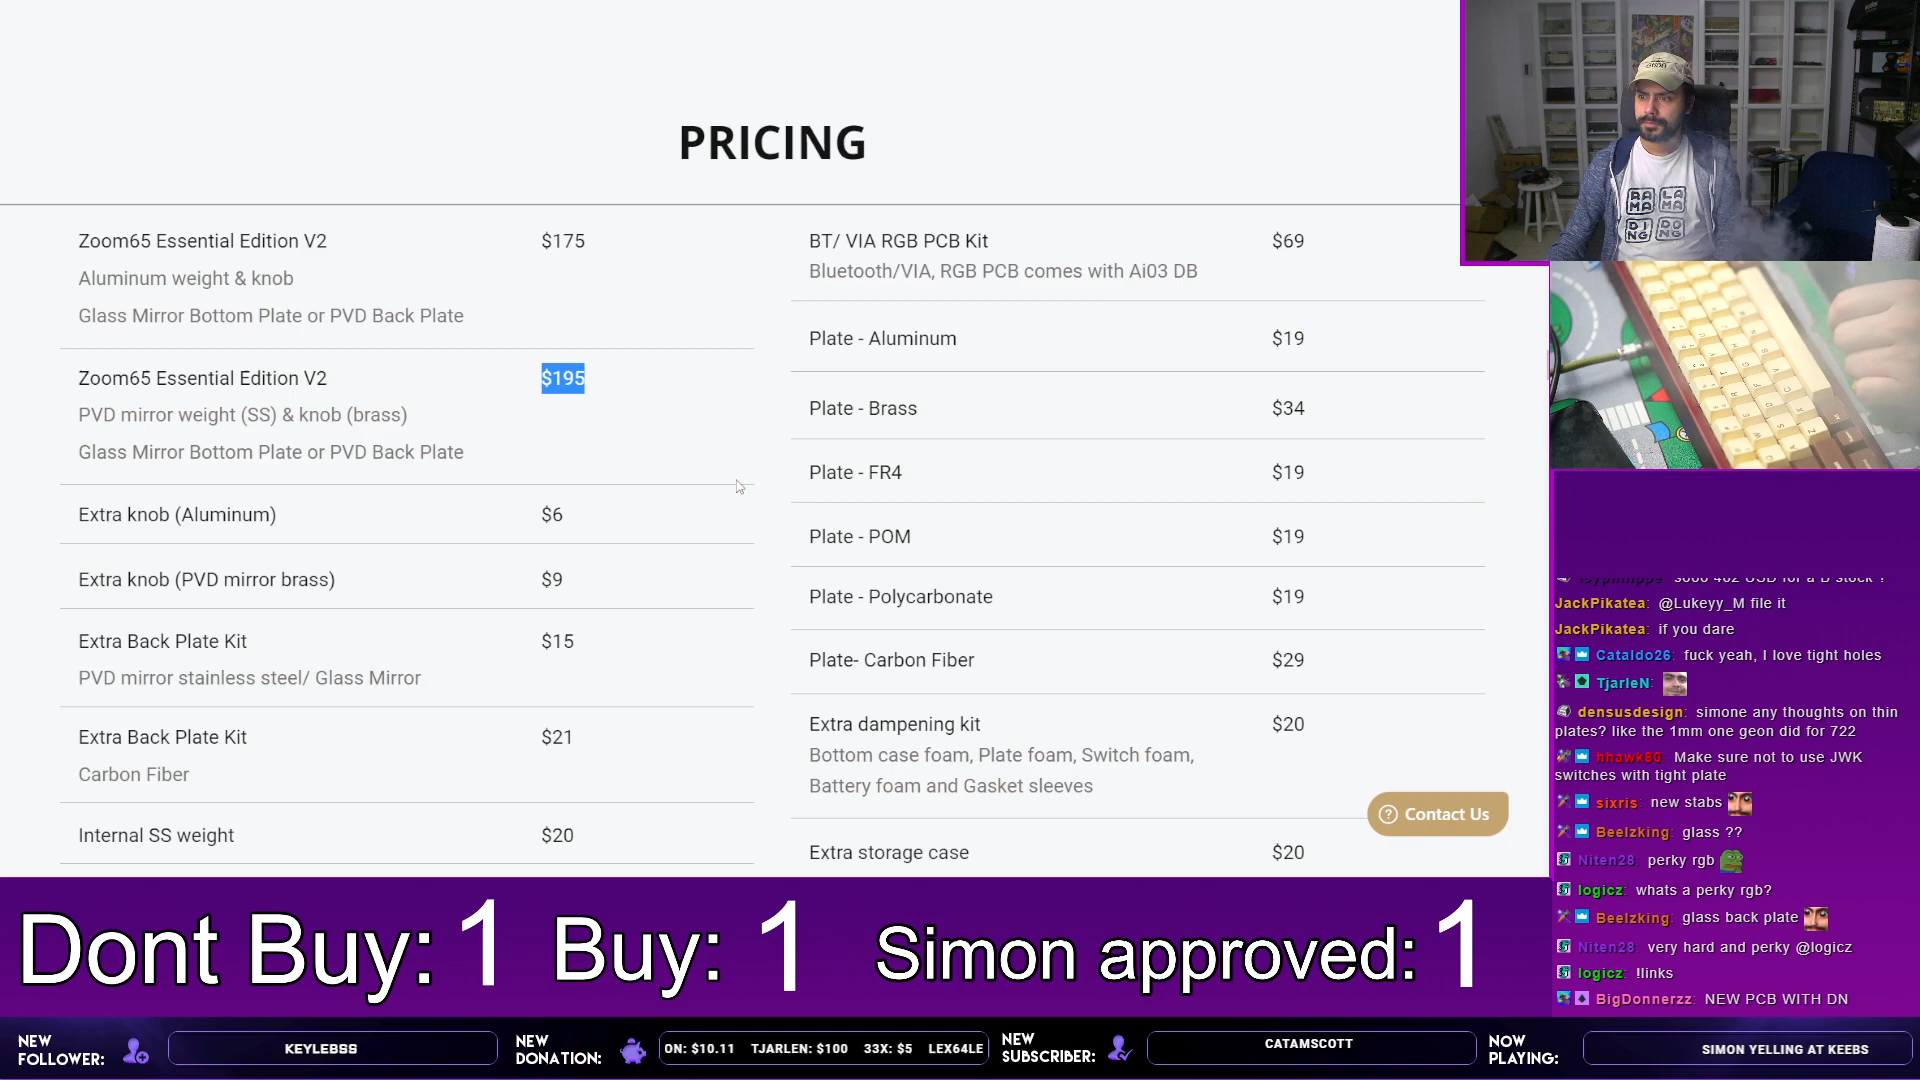 PRICING
Zoom65 Essential Edition V2 $175
Aluminum weight & knob
Glass Mirror Bottom Plate or PVD Back Plate
Zoom65 Essential Edition V2 $195
PVD mirror weight (SS) & knob (brass)
Glass Mirror Bottom Plate or PVD Back Plate
Extra knob (Aluminum) $6
Extra knob (PVD mirror brass) $9
Extra Back Plate Kit $15
PVD mirror stainless steel/ Glass Mirror
Extra Back Plate Kit $21
Carbon Fiber
Internal SS weight $20
BT/ VIA RGB PCB Kit $69
Bluetooth/VIA, RGB PCB comes with Ai03 DB
Plate - Aluminum $19
Plate - Brass $34
Plate - FR4 $19
Plate - POM $19
Plate - Polycarbonate $19
Plate- Carbon Fiber $29
Extra dampening kit $20
Bottom case foam, Plate foam, Switch foam,
Battery foam and Gasket sleeves
Extra storage case $20
Contact Us
RAMA LAMA
DING DONG
JackPikatea: @Lukeyy_M file it
JackPikatea: if you dare
Cataldo26: fuck yeah, I love tight holes
TjarleN:
densusdesign: simone any thoughts on thin
plates? like the 1mm one geon did for 722
hhawk80 Make sure not to use JWK
switches with tight plate
sixris: new stabs
Beelzking: glass ??
Niten28: perky rgb
logicz: whats a perky rgb?
Beelzking: glass back plate
Niten28: very hard and perky @logicz
logicz: !links
BigDonnerzz: NEW PCB WITH DN
Dont Buy: 1 Buy: 1 Simon approved: 1
NEW
FOLLOWER:
KEYLEBSS
NEW
DONATION:
ON: $10.11 TJARLEN: $100 33X: $5 LEX64LE
NEW
SUBSCRIBER:
CATAMSCOTT
NOW
PLAYING:
SIMON YELLING AT KEEBS